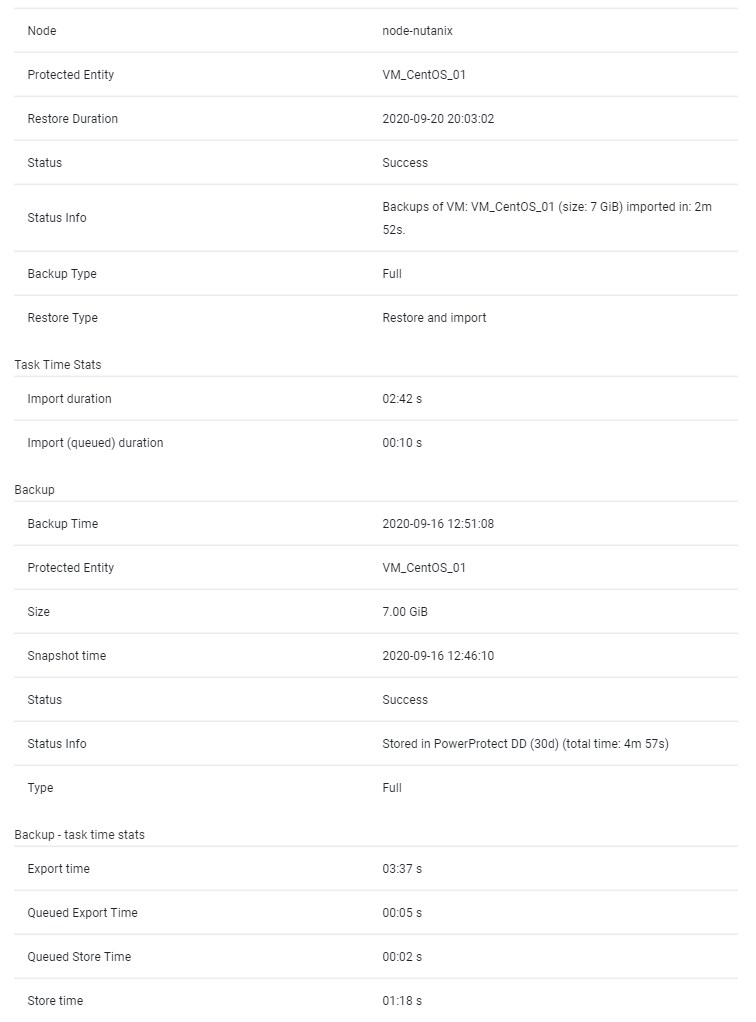 Node node-nutanix
Protected Entity VM_CentOS_01
Restore Duration 2020-09-20 20:03:02
Status Success
Status Info Backups of VM: VM_CentOS_01 (size: 7 GiB) imported in: 2m
52s.
Backup Type Full
Restore Type Restore and import
Task Time Stats
Import duration 02:42 s
Import (queued) duration 00:10 s
Backup
Backup Time 2020-09-16 12:51:08
Protected Entity VM_CentOS_01
Size 7.00 GiB
Snapshot time 2020-09-16 12:46:10
Status Success
Status Info Stored in PowerProtect DD (30d) (total time: 4m 57s)
Type Full
Backup - task time stats
Export time 03:37 s
Queued Export Time 00:05 s
Queued Store Time 00:02 s
Store time 01:18 s